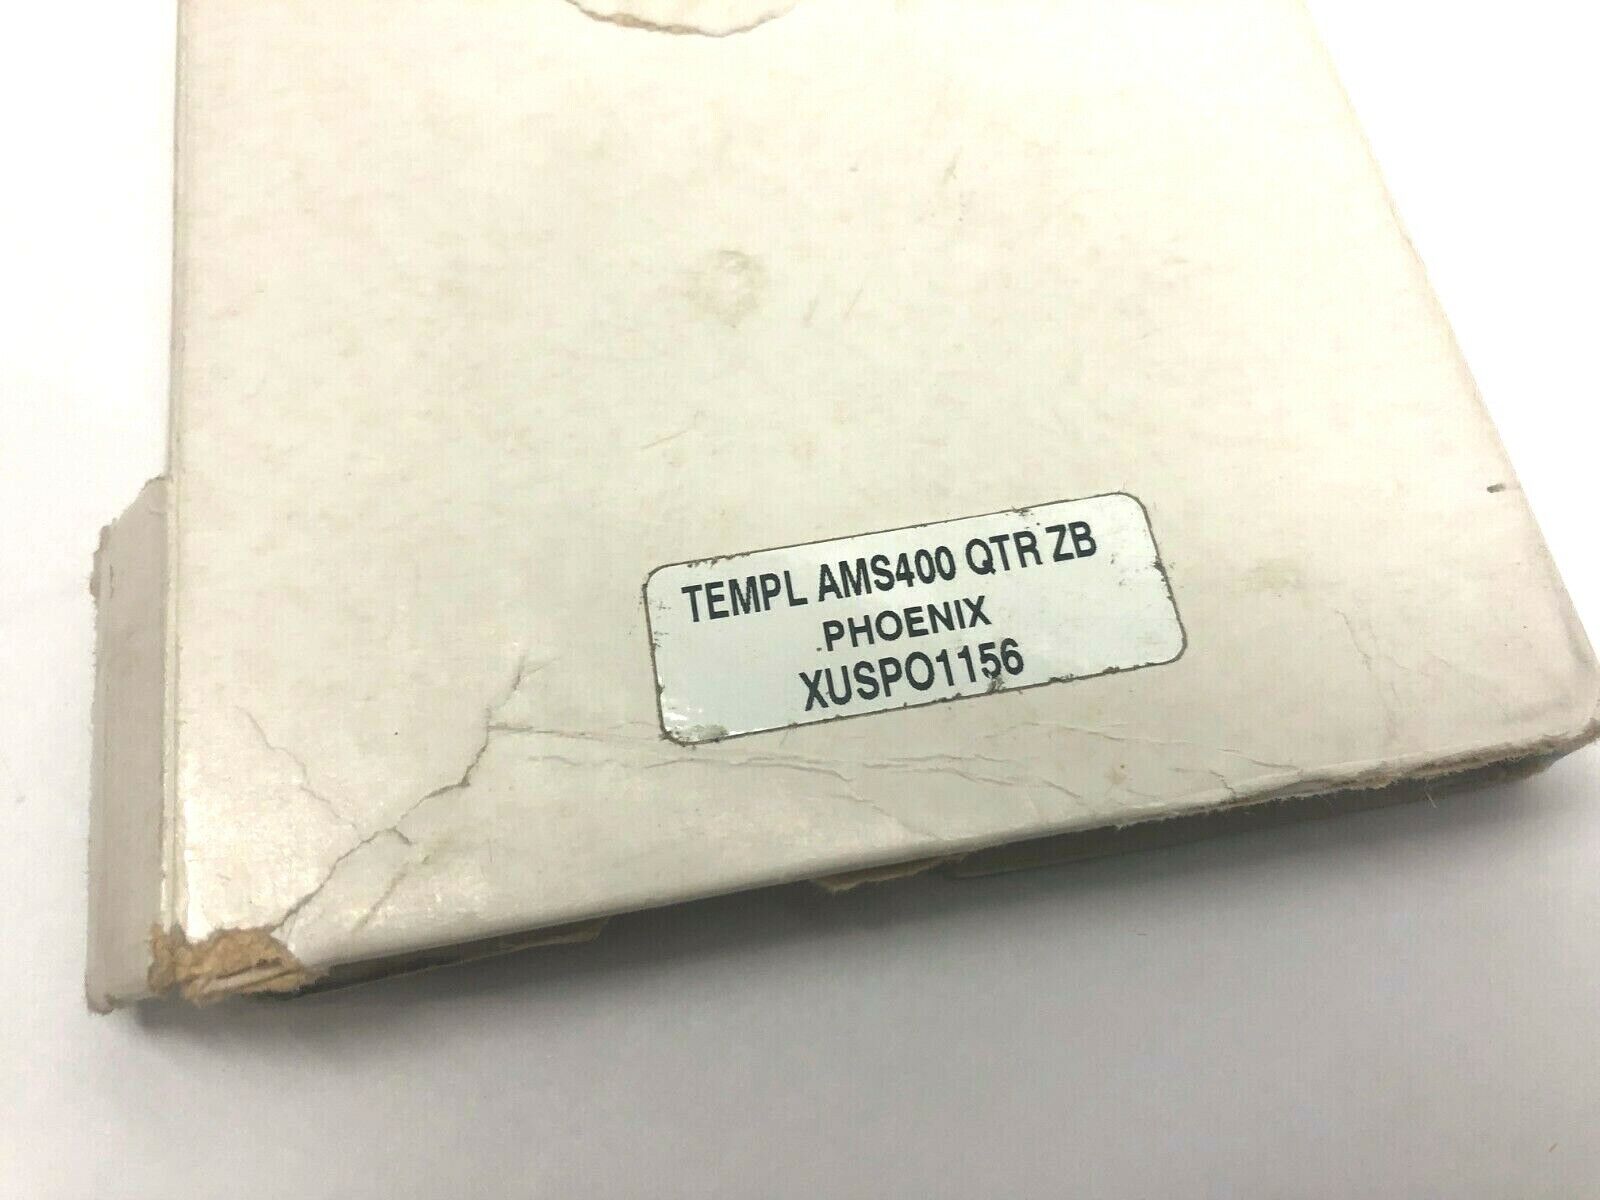 TEMPL AMS400 QTR ZB
PHOENIX
XUSPO1156